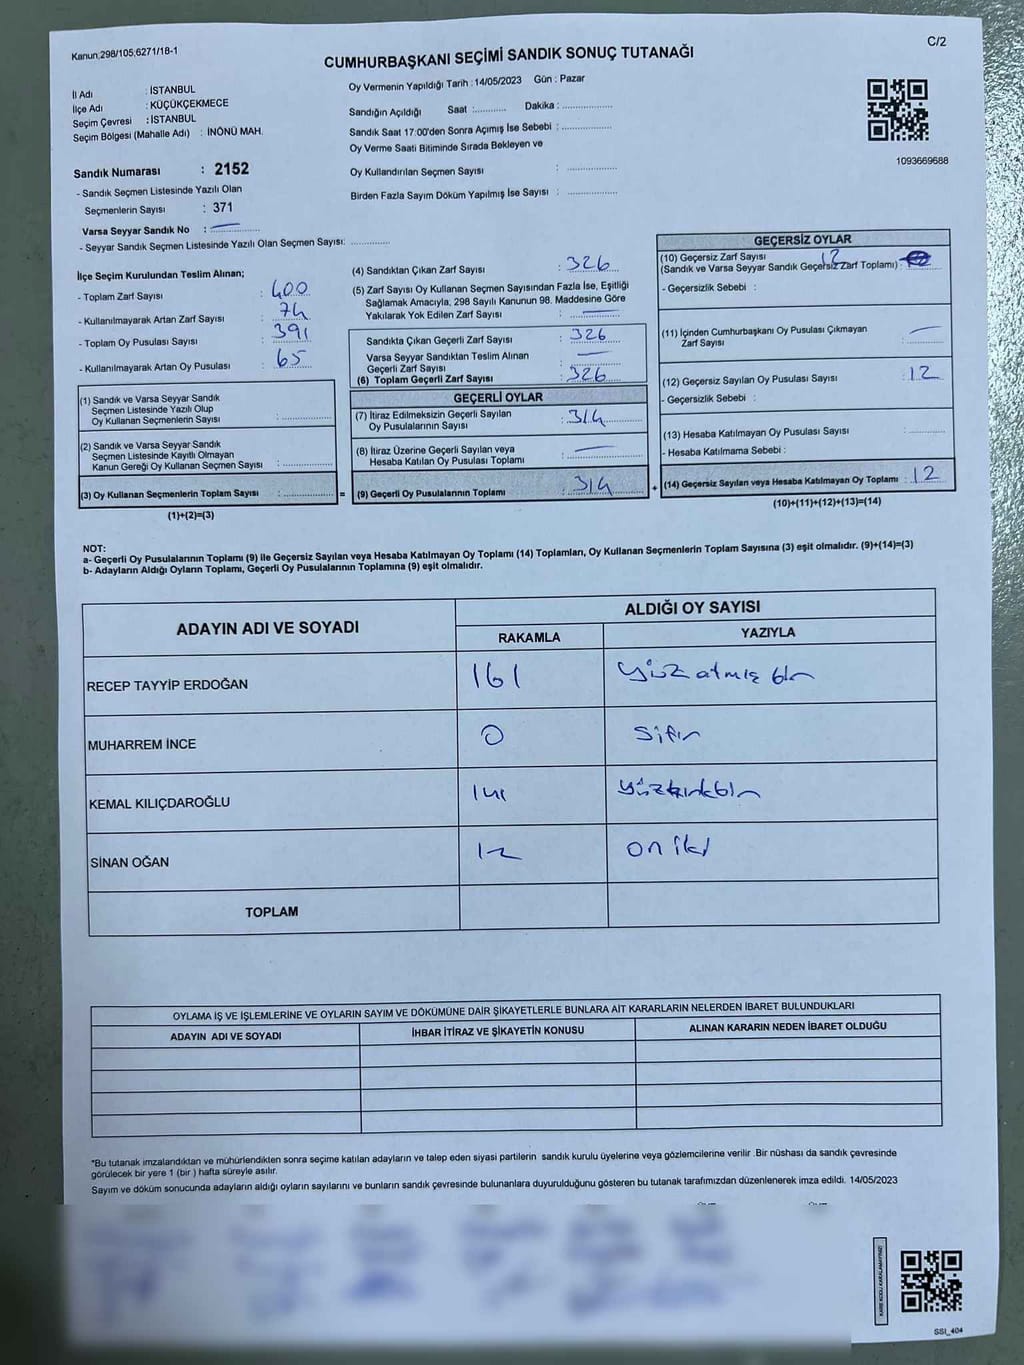 Kanun;298/105,6271/18-1
C/2
CUMHURBAŞKANI SEÇİMİ SANDIK SONUÇ TUTANAĞI
İl Adı : İSTANBUL
İlçe Adı : KÜÇÜKÇEKMECE
Seçim Çevresi : İSTANBUL
Seçim Bölgesi (Mahalle Adı) : İNÖNÜ MAH.
Sandık Numarası : 2152
- Sandık Seçmen Listesinde Yazılı Olan
Seçmenlerin Sayısı : 371
Varsa Seyyar Sandık No : —
- Seyyar Sandık Seçmen Listesinde Yazılı Olan Seçmen Sayısı: ............
Oy Vermenin Yapıldığı Tarih : 14/05/2023 Gün : Pazar
Sandığın Açıldığı Saat :........... Dakika : ................
Sandık Saat 17:00'den Sonra Açımış İse Sebebi : ................
Oy Verme Saati Bitiminde Sırada Bekleyen ve
Oy Kullandırılan Seçmen Sayısı : ................
Birden Fazla Sayım Döküm Yapılmış İse Sayısı : ................
1093669688
İlçe Seçim Kurulundan Teslim Alınan;
- Toplam Zarf Sayısı : 400
- Kullanılmayarak Artan Zarf Sayısı : 74
- Toplam Oy Pusulası Sayısı : 391
- Kullanılmayarak Artan Oy Pusulası : 65
(1) Sandık ve Varsa Seyyar Sandık
Seçmen Listesinde Yazılı Olup
Oy Kullanan Seçmenlerin Sayısı : ................
(2) Sandık ve Varsa Seyyar Sandık
Seçmen Listesinde Kayıtlı Olmayan
Kanun Gereği Oy Kullanan Seçmen Sayısı : ................
(3) Oy Kullanan Seçmenlerin Toplam Sayısı : ................
(1)+(2)=(3)
=
(4) Sandıktan Çıkan Zarf Sayısı : 326
(5) Zarf Sayısı Oy Kullanan Seçmen Sayısından Fazla İse, Eşitliği
Sağlamak Amacıyla, 298 Sayılı Kanunun 98. Maddesine Göre
Yakılarak Yok Edilen Zarf Sayısı : —
Sandıkta Çıkan Geçerli Zarf Sayısı : 326
Varsa Seyyar Sandıktan Teslim Alınan
Geçerli Zarf Sayısı : —
(6) Toplam Geçerli Zarf Sayısı : 326
GEÇERLİ OYLAR
(7) İtiraz Edilmeksizin Geçerli Sayılan
Oy Pusulalarının Sayısı : 314
(8) İtiraz Üzerine Geçerli Sayılan veya
Hesaba Katılan Oy Pusulası Toplamı : —
(9) Geçerli Oy Pusulalarının Toplamı : 314
+
GEÇERSİZ OYLAR
(10) Geçersiz Zarf Sayısı 12
(Sandık ve Varsa Seyyar Sandık Geçersiz Zarf Toplamı) :
- Geçersizlik Sebebi :
(11) İçinden Cumhurbaşkanı Oy Pusulası Çıkmayan
Zarf Sayısı : —
(12) Geçersiz Sayılan Oy Pusulası Sayısı : 12
- Geçersizlik Sebebi :
(13) Hesaba Katılmayan Oy Pusulası Sayısı : ............
- Hesaba Katılmama Sebebi :
(14) Geçersiz Sayılan veya Hesaba Katılmayan Oy Toplamı : 12
(10)+(11)+(12)+(13)=(14)
NOT:
a- Geçerli Oy Pusulalarının Toplamı (9) ile Geçersiz Sayılan veya Hesaba Katılmayan Oy Toplamı (14) Toplamları, Oy Kullanan Seçmenlerin Toplam Sayısına (3) eşit olmalıdır. (9)+(14)=(3)
b- Adayların Aldığı Oyların Toplamı, Geçerli Oy Pusulalarının Toplamına (9) eşit olmalıdır.
ADAYIN ADI VE SOYADI
ALDIĞI OY SAYISI
RAKAMLA YAZIYLA
RECEP TAYYİP ERDOĞAN 161 Yüz atmış bir
MUHARREM İNCE 0 Sıfır
KEMAL KILIÇDAROĞLU 141 yüzkırkbir
SİNAN OĞAN 12 on iki
TOPLAM
OYLAMA İŞ VE İŞLEMLERİNE VE OYLARIN SAYIM VE DÖKÜMÜNE DAİR ŞİKAYETLERLE BUNLARA AİT KARARLARIN NELERDEN İBARET BULUNDUKLARI
ADAYIN ADI VE SOYADI İHBAR İTİRAZ VE ŞİKAYETİN KONUSU ALINAN KARARIN NEDEN İBARET OLDUĞU
*Bu tutanak imzalandıktan ve mühürlendikten sonra seçime katılan adayların ve talep eden siyasi partilerin sandık kurulu üyelerine veya gözlemcilerine verilir .Bir nüshası da sandık çevresinde
görülecek bir yere 1 (bir ) hafta süreyle asılır.
Sayım ve döküm sonucunda adayların aldığı oyların sayılarını ve bunların sandık çevresinde bulunanlara duyurulduğunu gösteren bu tutanak tarafımızdan düzenlenerek imza edildi. 14/05/2023
KARE KODU KARALAMAYINIZ!
SSI_404